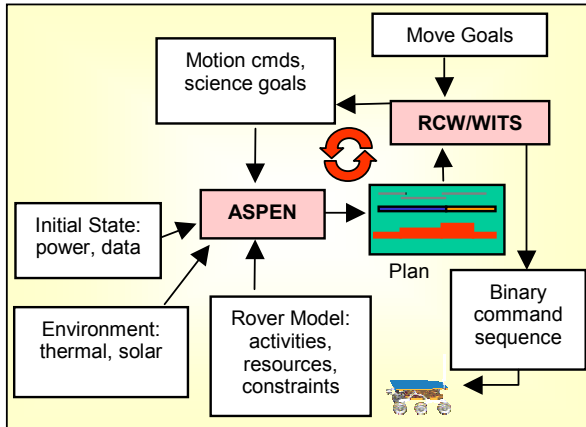 Move Goals
Motion cmds,
science goals
RCW/WITS
ASPEN
Initial State:
power, data
Plan
Environment:
thermal, solar
Rover Model:
activities,
resources,
constraints
Binary
command
sequence